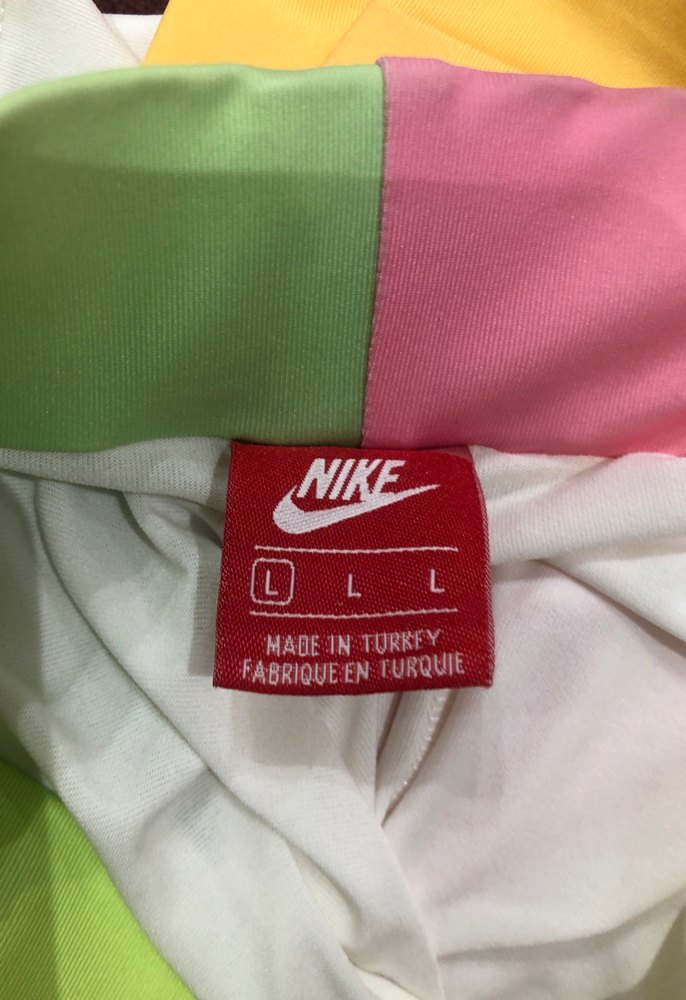 NIKE
L L L
MADE IN TURKEY
FABRIQUE EN TURQUIE